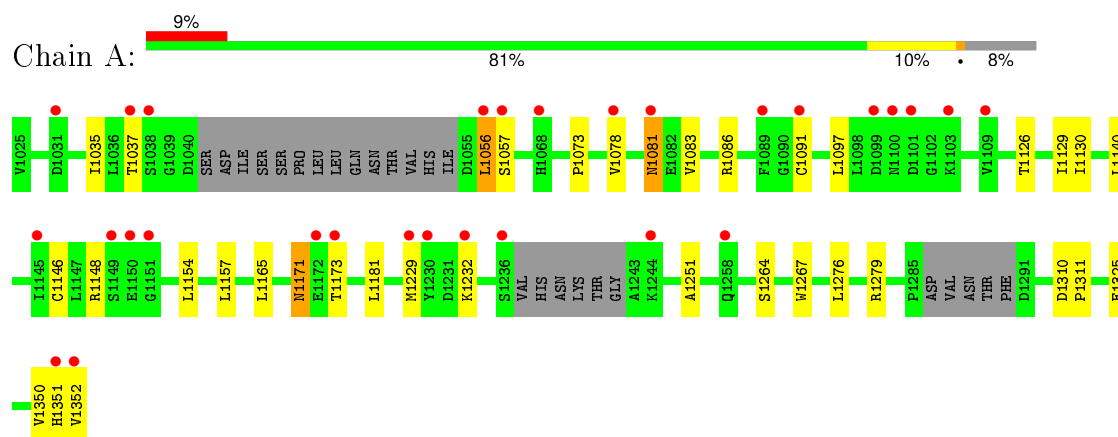 9%
Chain A:
81%
10%
•
8%
V1025 D1031 I1035 L1036 T1037 S1038 G1039 D1040 SER ASP ILE SER SER PRO LEU LEU GLN ASN THR VAL HIS ILE D1055 L1056 S1057 H1068 P1073 V1078 N1081 E1082 V1083 R1086 F1089 G1090 C1091 L1097 L1098 D1099 N1100 D1101 G1102 K1103 V1109 T1126 I1129 I1130 L1140
I1145 C1146 L1147 R1148 S1149 E1150 G1151 L1154 L1157 L1165 N1171 E1172 T1173 L1181 M1229 Y1230 D1231 K1232 S1236 VAL HIS ASN LYS THR GLY A1243 K1244 A1251 Q1258 S1264 W1267 L1276 R1279 P1285 ASP VAL ASN THR PHE D1291 D1310 P1311
V1350 H1351 V1352